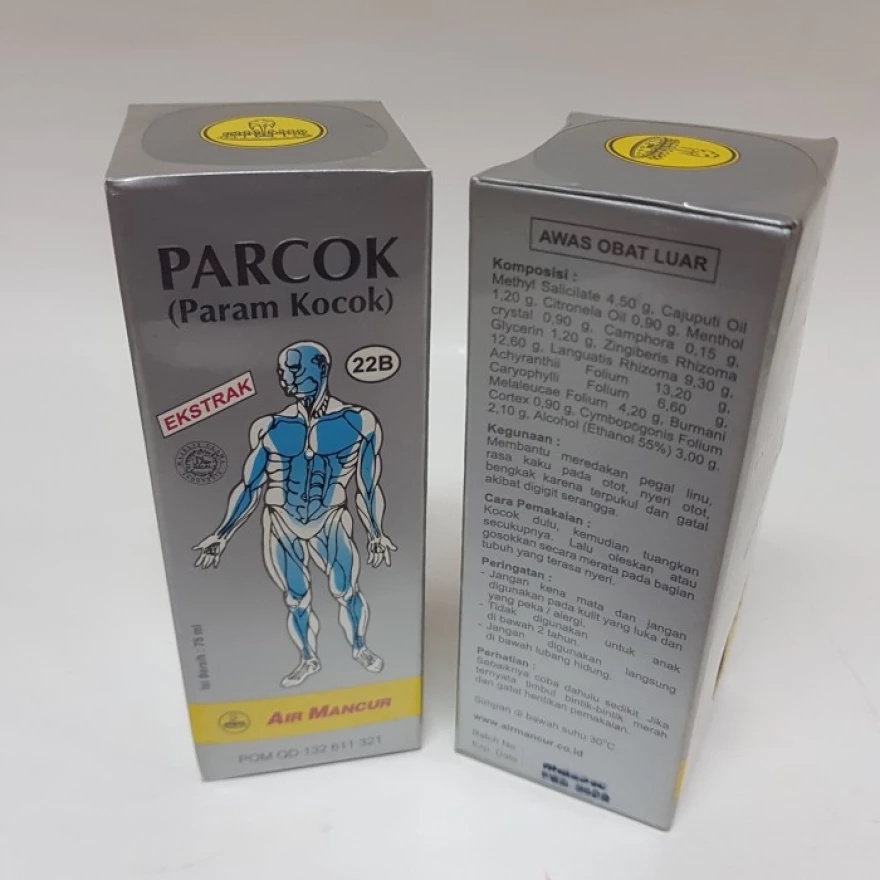 PARCOK
(Param Kocok)
22B
EKSTRAK
Isi Bersih : 75 ml
AIR MANCUR
POM QD 132 611 321
AWAS OBAT LUAR
Komposisi :
Methyl Salicilate 4,50 g, Cajuputi Oil
1,20 g, Citronela Oil 0,90 g, Menthol
crystal 0,90 g, Camphora 0,15 g,
Glycerin 1,20 g, Zingiberis Rhizoma
12,60 g, Languatis Rhizoma 9,30 g,
Achyranthii Folium 13,20 g,
Caryophylli Folium 6,60 g,
Melaleucae Folium 4,20 g, Burmani
Cortex 0,90 g, Cymbopogonis Folium
2,10 g, Alcohol (Ethanol 55%) 3,00 g.
Kegunaan :
Membantu meredakan pegal linu,
rasa kaku pada otot, nyeri otot,
bengkak karena terpukul dan gatal
akibat digigit serangga.
Cara Pemakaian :
Kocok dulu, kemudian tuangkan
secukupnya. Lalu oleskan atau
gosokkan secara merata pada bagian
tubuh yang terasa nyeri.
Peringatan :
- Jangan kena mata dan jangan
digunakan pada kulit yang luka dan
yang peka / alergi.
- Tidak digunakan untuk anak
di bawah 2 tahun.
- Jangan digunakan langsung
di bawah lubang hidung.
Perhatian :
Sebaiknya coba dahulu sedikit. Jika
ternyata timbul bintik-bintik merah
dan gatal hentikan pemakaian.
Simpan di bawah suhu 30°C
www.airmancur.co.id
Batch No :
Exp. Date